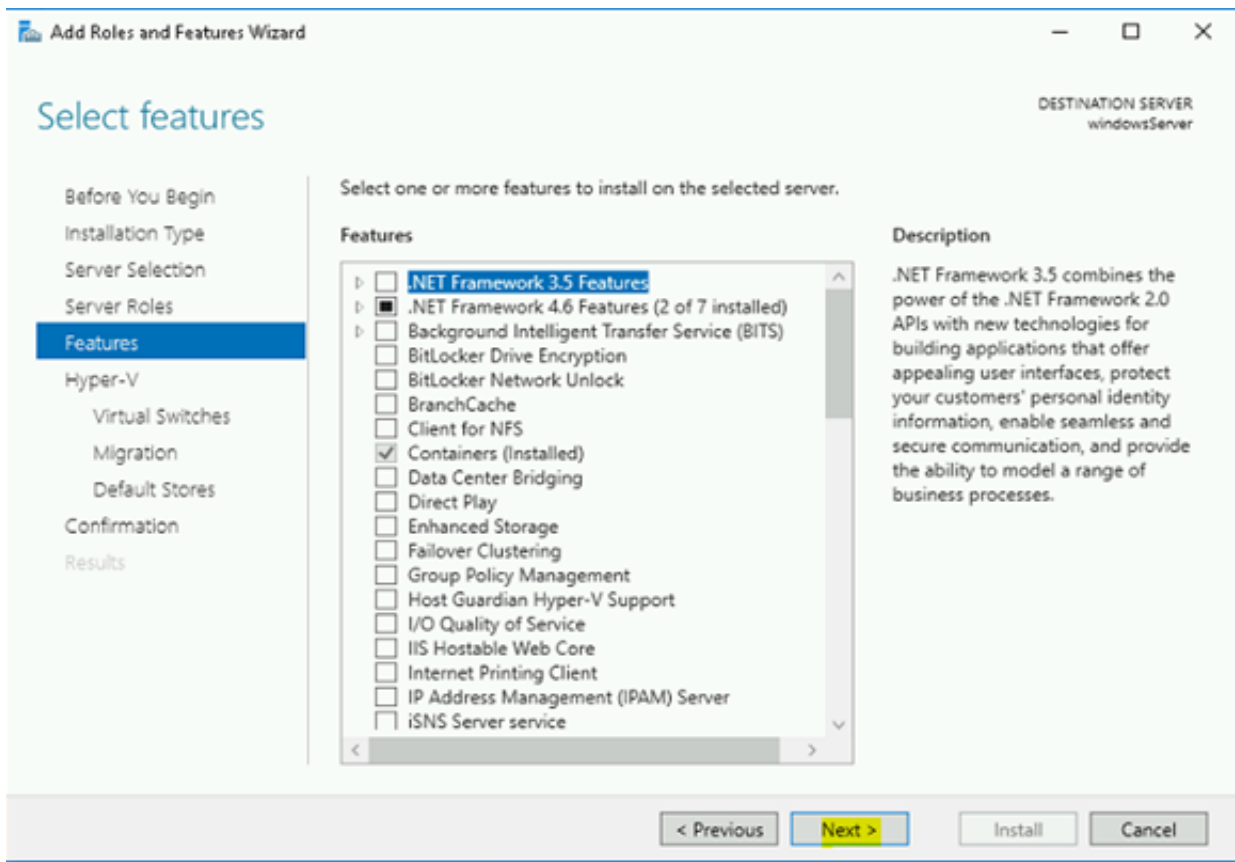 Add Roles and Features Wizard
Select features
DESTINATION SERVER
windowsServer
Before You Begin
Installation Type
Server Selection
Server Roles
Features
Hyper-V
Virtual Switches
Migration
Default Stores
Confirmation
Results
Select one or more features to install on the selected server.
Features
.NET Framework 3.5 Features
.NET Framework 4.6 Features (2 of 7 installed)
Background Intelligent Transfer Service (BITS)
BitLocker Drive Encryption
BitLocker Network Unlock
BranchCache
Client for NFS
Containers (Installed)
Data Center Bridging
Direct Play
Enhanced Storage
Failover Clustering
Group Policy Management
Host Guardian Hyper-V Support
I/O Quality of Service
IIS Hostable Web Core
Internet Printing Client
IP Address Management (IPAM) Server
iSNS Server service
Description
.NET Framework 3.5 combines the
power of the .NET Framework 2.0
APIs with new technologies for
building applications that offer
appealing user interfaces, protect
your customers' personal identity
information, enable seamless and
secure communication, and provide
the ability to model a range of
business processes.
< Previous
Next >
Install
Cancel